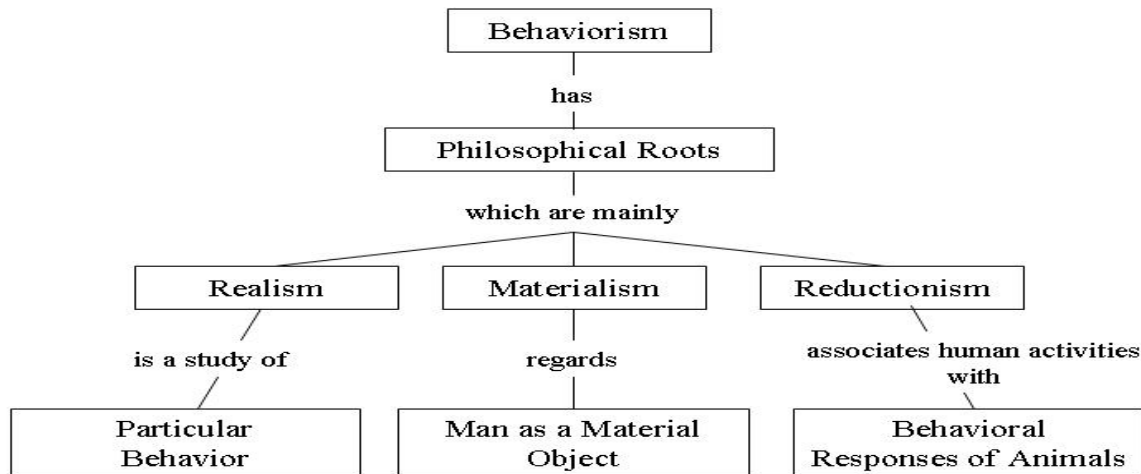 Behaviorism
has
Philosophical Roots
which are mainly
Realism
Materialism
Reductionism
is a study of
regards
associates human activities
with
Particular
Behavior
Man as a Material
Object
Behavioral
Responses of Animals